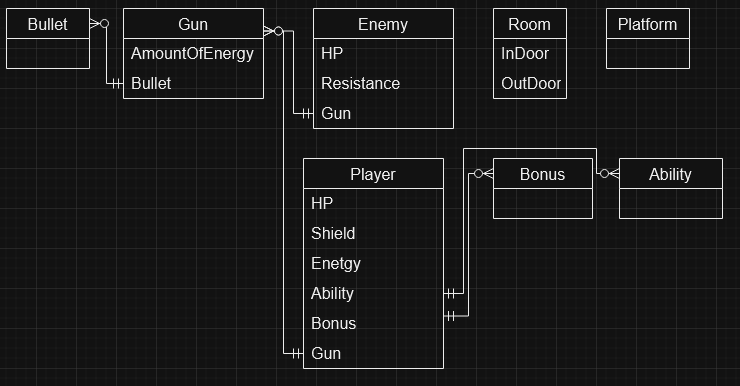 Bullet
Gun
AmountOfEnergy
Bullet
Enemy
HP
Resistance
Gun
Room
InDoor
OutDoor
Platform
Player
HP
Shield
Enetgy
Ability
Bonus
Gun
Bonus
Ability